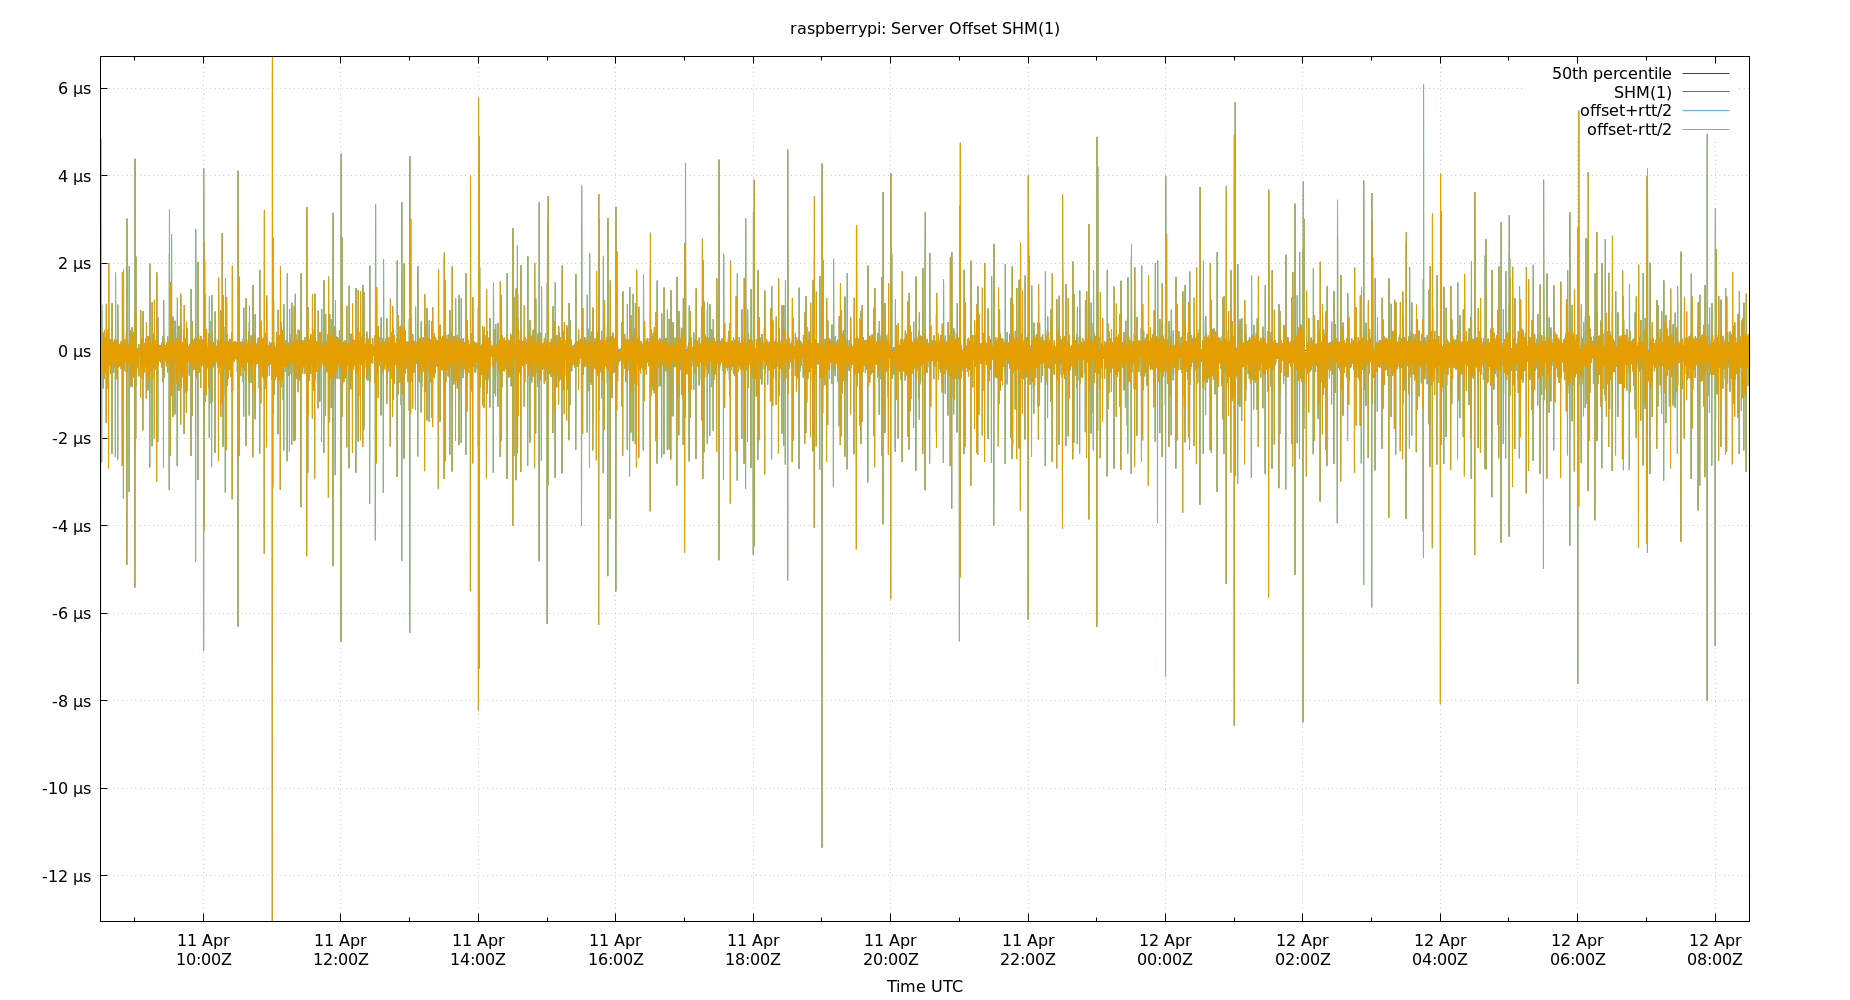 raspberrypi: Server Offset SHM(1)
50th percentile
SHM(1)
offset+rtt/2
offset-rtt/2
6 µs
4 µs
2 µs
0 µs
-2 µs
-4 µs
-6 µs
-8 µs
-10 µs
-12 µs
11 Apr 11 Apr 11 Apr 11 Apr 11 Apr 11 Apr 11 Apr 12 Apr 12 Apr 12 Apr 12 Apr 12 Apr
10:00Z 12:00Z 14:00Z 16:00Z 18:00Z 20:00Z 22:00Z 00:00Z 02:00Z 04:00Z 06:00Z 08:00Z
Time UTC